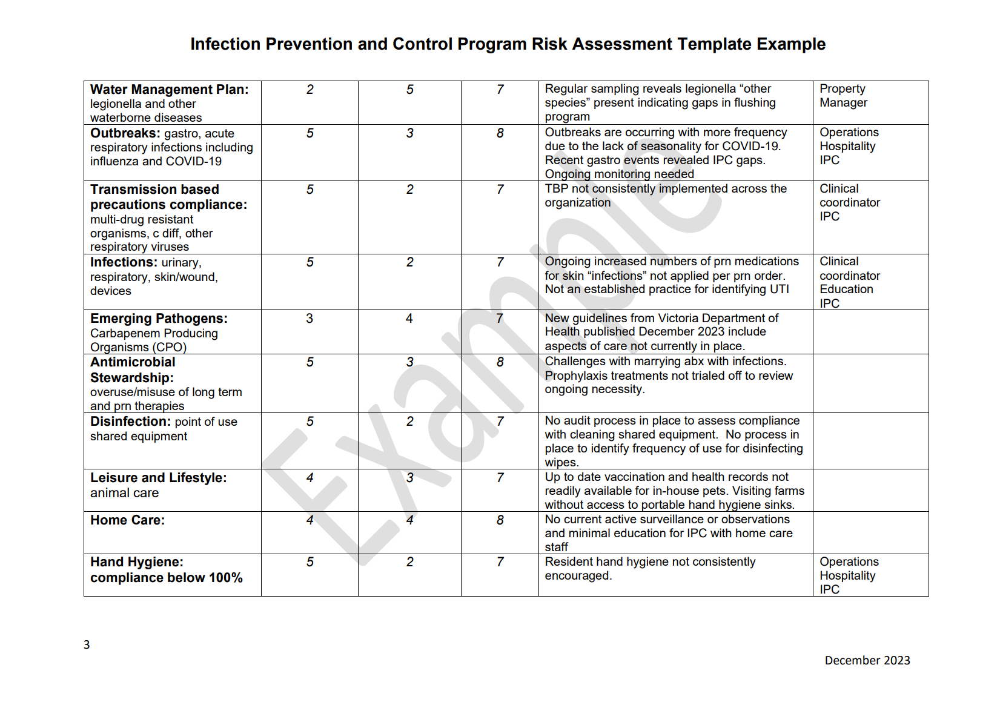 Infection Prevention and Control Program Risk Assessment Template Example
Water Management Plan:
legionella and other
waterborne diseases
2
5
7
Regular sampling reveals legionella “other
species” present indicating gaps in flushing
program
Property
Manager
Outbreaks: gastro, acute
respiratory infections including
influenza and COVID-19
5
3
8
Outbreaks are occurring with more frequency
due to the lack of seasonality for COVID-19.
Recent gastro events revealed IPC gaps.
Ongoing monitoring needed
Operations
Hospitality
IPC
Transmission based
precautions compliance:
multi-drug resistant
organisms, c diff, other
respiratory viruses
5
2
7
TBP not consistently implemented across the
organization
Clinical
coordinator
IPC
Infections: urinary,
respiratory, skin/wound,
devices
5
2
7
Ongoing increased numbers of prn medications
for skin “infections” not applied per prn order.
Not an established practice for identifying UTI
Clinical
coordinator
Education
IPC
Emerging Pathogens:
Carbapenem Producing
Organisms (CPO)
3
4
7
New guidelines from Victoria Department of
Health published December 2023 include
aspects of care not currently in place.
Antimicrobial
Stewardship:
overuse/misuse of long term
and prn therapies
5
3
8
Challenges with marrying abx with infections.
Prophylaxis treatments not trialed off to review
ongoing necessity.
Disinfection: point of use
shared equipment
5
2
7
No audit process in place to assess compliance
with cleaning shared equipment.  No process in
place to identify frequency of use for disinfecting
wipes.
Leisure and Lifestyle:
animal care
4
3
7
Up to date vaccination and health records not
readily available for in-house pets. Visiting farms
without access to portable hand hygiene sinks.
Home Care:
4
4
8
No current active surveillance or observations
and minimal education for IPC with home care
staff
Hand Hygiene:
compliance below 100%
5
2
7
Resident hand hygiene not consistently
encouraged.
Operations
Hospitality
IPC
Example
3
December 2023